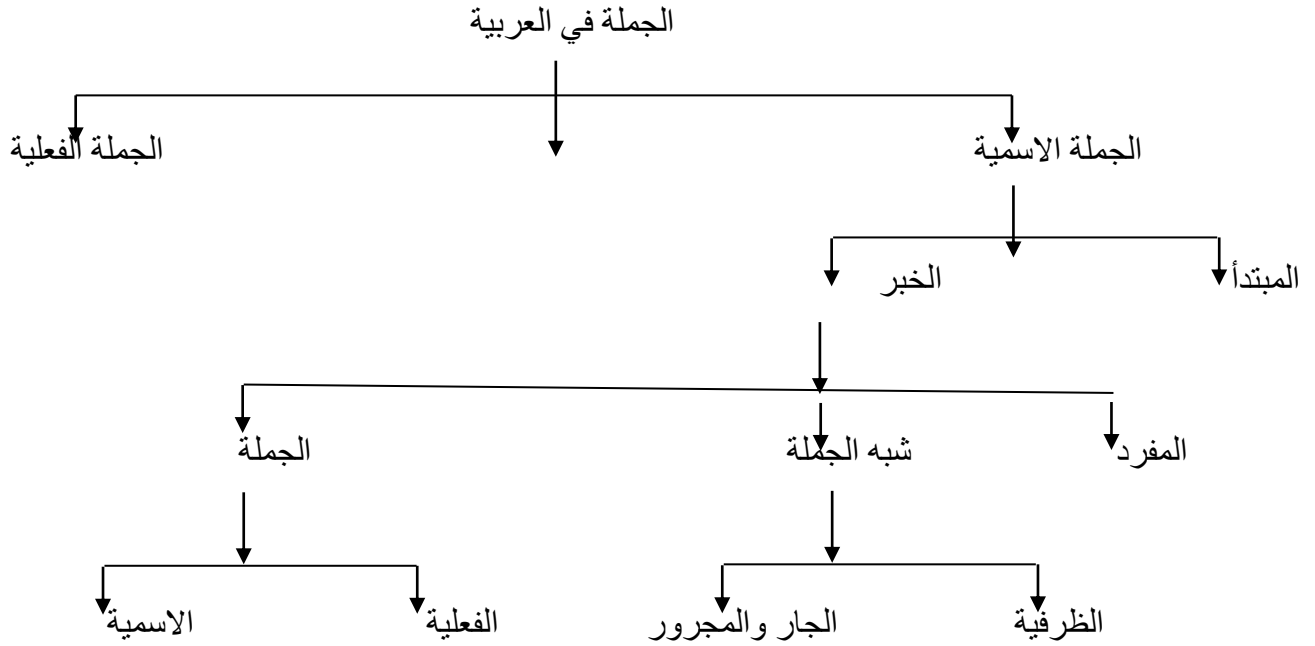 الجملة في العربية
الجملة الاسمية
الجملة الفعلية
المبتدأ
الخبر
المفرد
شبه الجملة
الجملة
الظرفية
الجار والمجرور
الفعلية
الاسمية